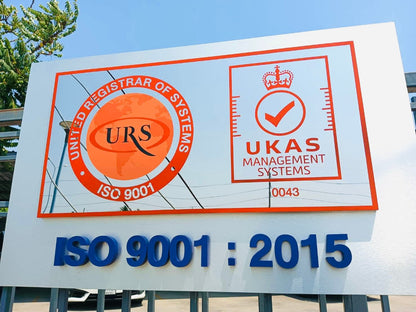 UNITED REGISTRAR OF SYSTEMS
URS
ISO 9001
UKAS
MANAGEMENT
SYSTEMS
0043
ISO 9001 : 2015